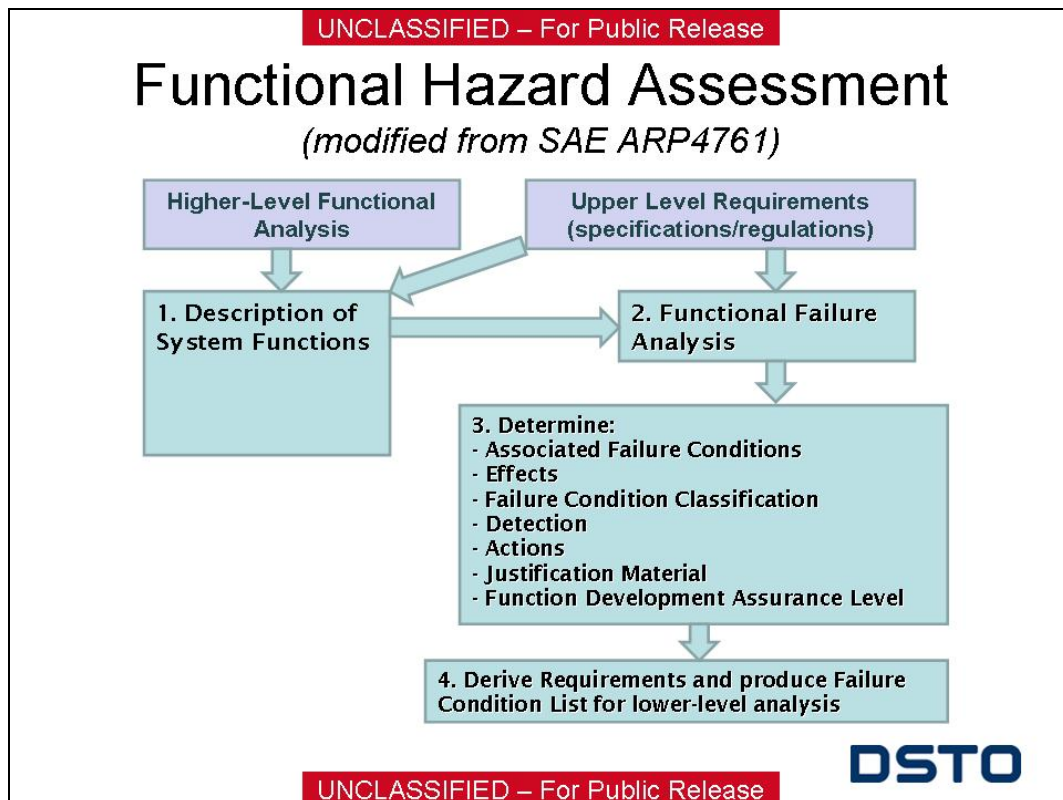 UNCLASSIFIED – For Public Release
Functional Hazard Assessment
(modified from SAE ARP4761)
Higher-Level Functional
Analysis
Upper Level Requirements
(specifications/regulations)
1. Description of
System Functions
2. Functional Failure
Analysis
3. Determine:
- Associated Failure Conditions
- Effects
- Failure Condition Classification
- Detection
- Actions
- Justification Material
- Function Development Assurance Level
4. Derive Requirements and produce Failure
Condition List for lower-level analysis
DSTO
UNCLASSIFIED – For Public Release